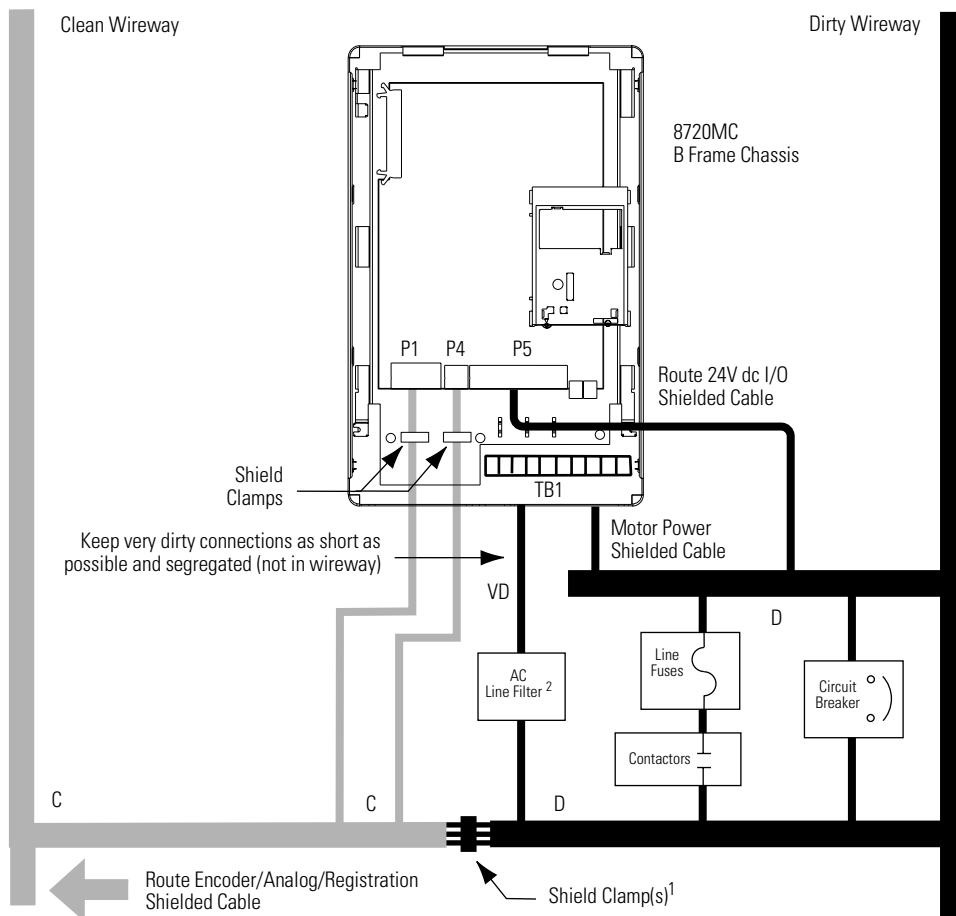 Clean Wireway
Dirty Wireway
8720MC
B Frame Chassis
P1
P4
P5
Route 24V dc I/O
Shielded Cable
Shield
Clamps
TB1
Motor Power
Shielded Cable
Keep very dirty connections as short as
possible and segregated (not in wireway)
VD
D
Line
Fuses
AC
Line Filter 2
Circuit
Breaker
Contactors
C
C
D
Route Encoder/Analog/Registration
Shielded Cable
Shield Clamp(s)1